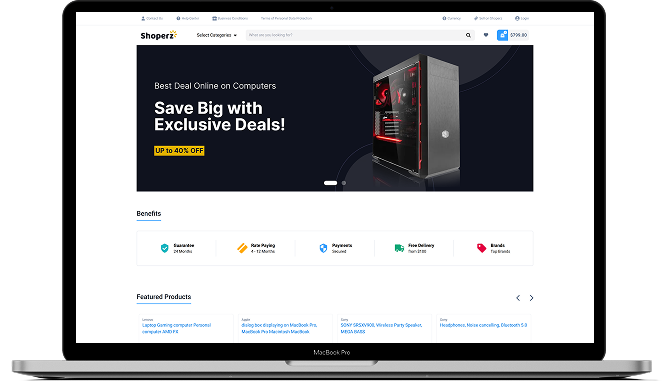 Contact Us
Help Center
Business Conditions
Terms of Personal Data Protection
Currency
Sell on Shoperz
Login
Shoperz
Select Categories
What are you looking for?
$799.00
Best Deal Online on Computers
Save Big with
Exclusive Deals!
UP to 40% OFF
Benefits
Guarantee
24 Months
Rate Paying
4 - 12 Months
Payments
Secured
Free Delivery
from $100
Brands
Top Brands
Featured Products
Lenovo
Laptop Gaming computer Personal
computer AMD FX
Apple
dialog box displaying on MacBook Pro,
MacBook Pro Macintosh MacBook
Sony
SONY SRSXV900, Wireless Party Speaker,
MEGA BASS
Sony
Headphones, Noise cancelling, Bluetooth 5.0
MacBook Pro